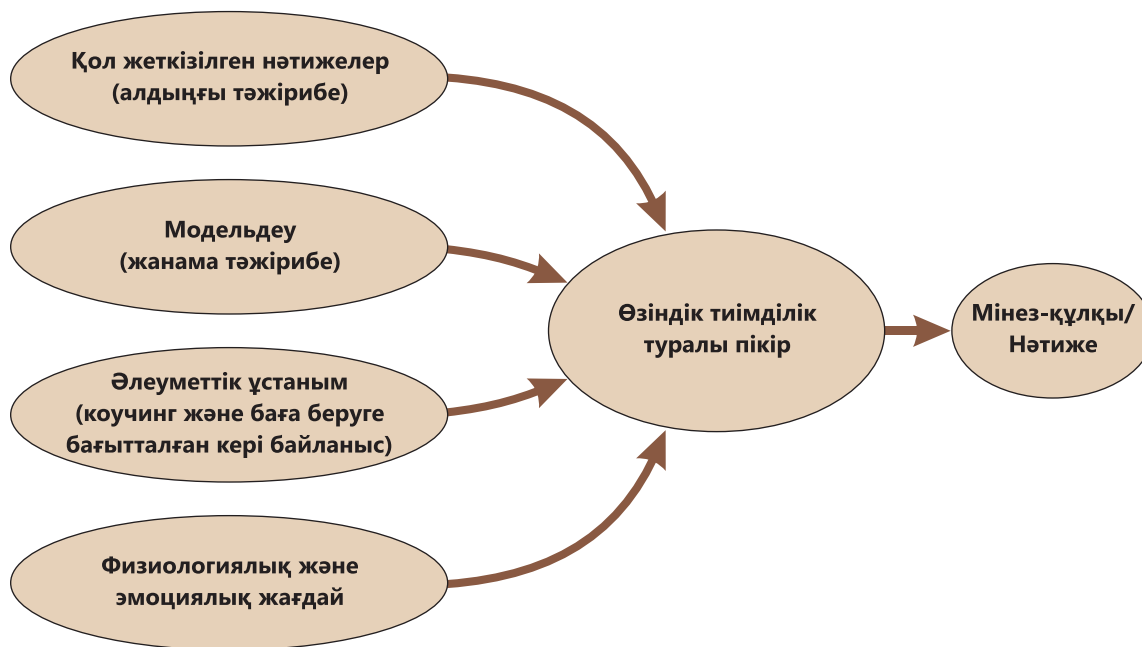 Қол жеткізілген нәтижелер
(алдыңғы тәжірибе)
Модельдеу
(жанама тәжірибе)
Әлеуметтік ұстаным
(коучинг және баға беруге
бағытталған кері байланыс)
Физиологиялық және
эмоциялық жағдай
Өзіндік тиімділік
туралы пікір
Мінез-құлқы/
Нәтиже